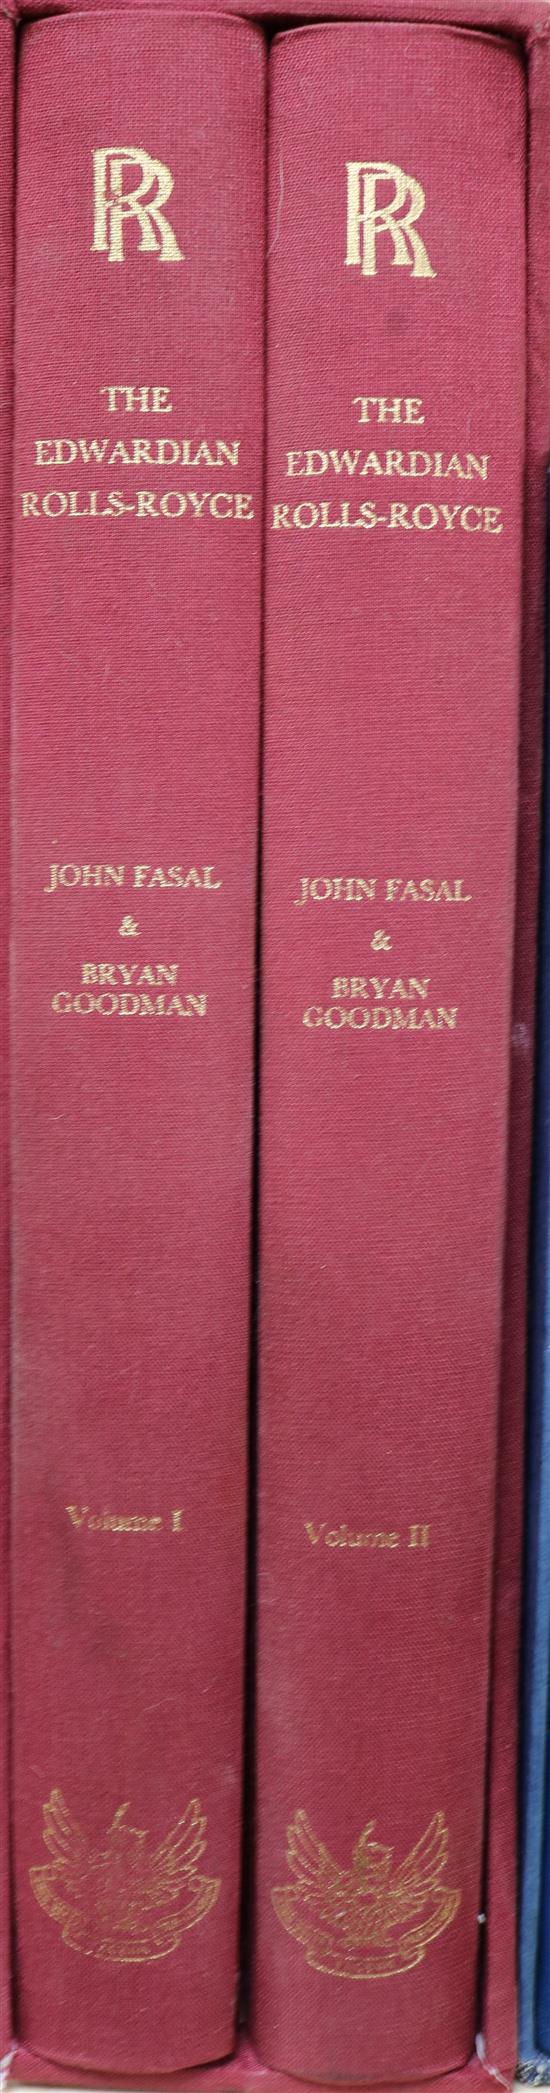 RR
THE
EDWARDIAN
ROLLS-ROYCE
JOHN FASAL
&
BRYAN
GOODMAN
Volume I
RR
THE
EDWARDIAN
ROLLS-ROYCE
JOHN FASAL
&
BRYAN
GOODMAN
Volume II